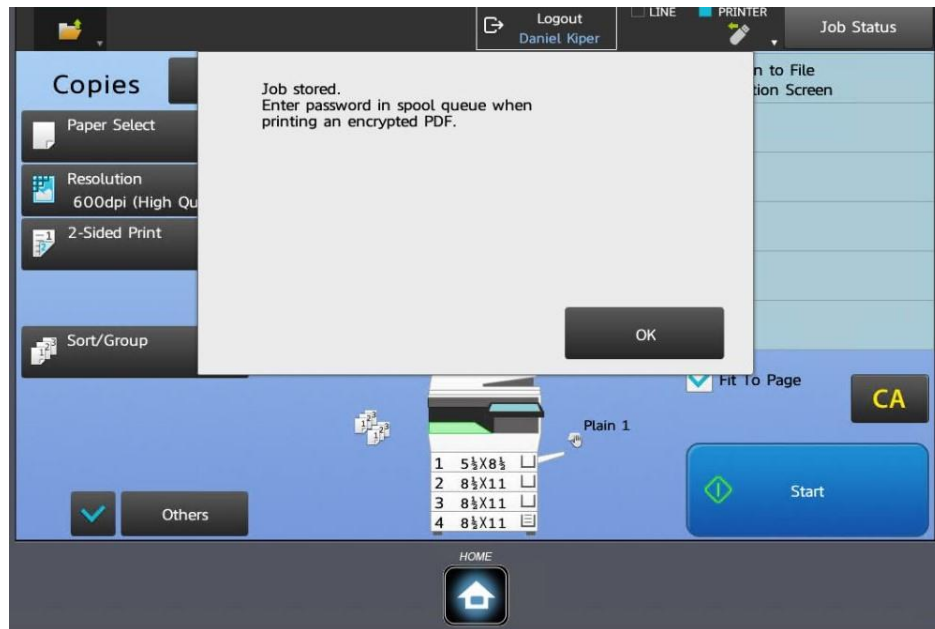 Logout
Daniel Kiper
LINE
PRINTER
Job Status
Copies
n to File
tion Screen
Job stored.
Enter password in spool queue when
printing an encrypted PDF.
Paper Select
Resolution
600dpi (High Qu
2-Sided Print
OK
Sort/Group
Fit To Page
CA
Plain 1
1 5½X8½
2 8½X11
3 8½X11
4 8½X11
Start
Others
HOME